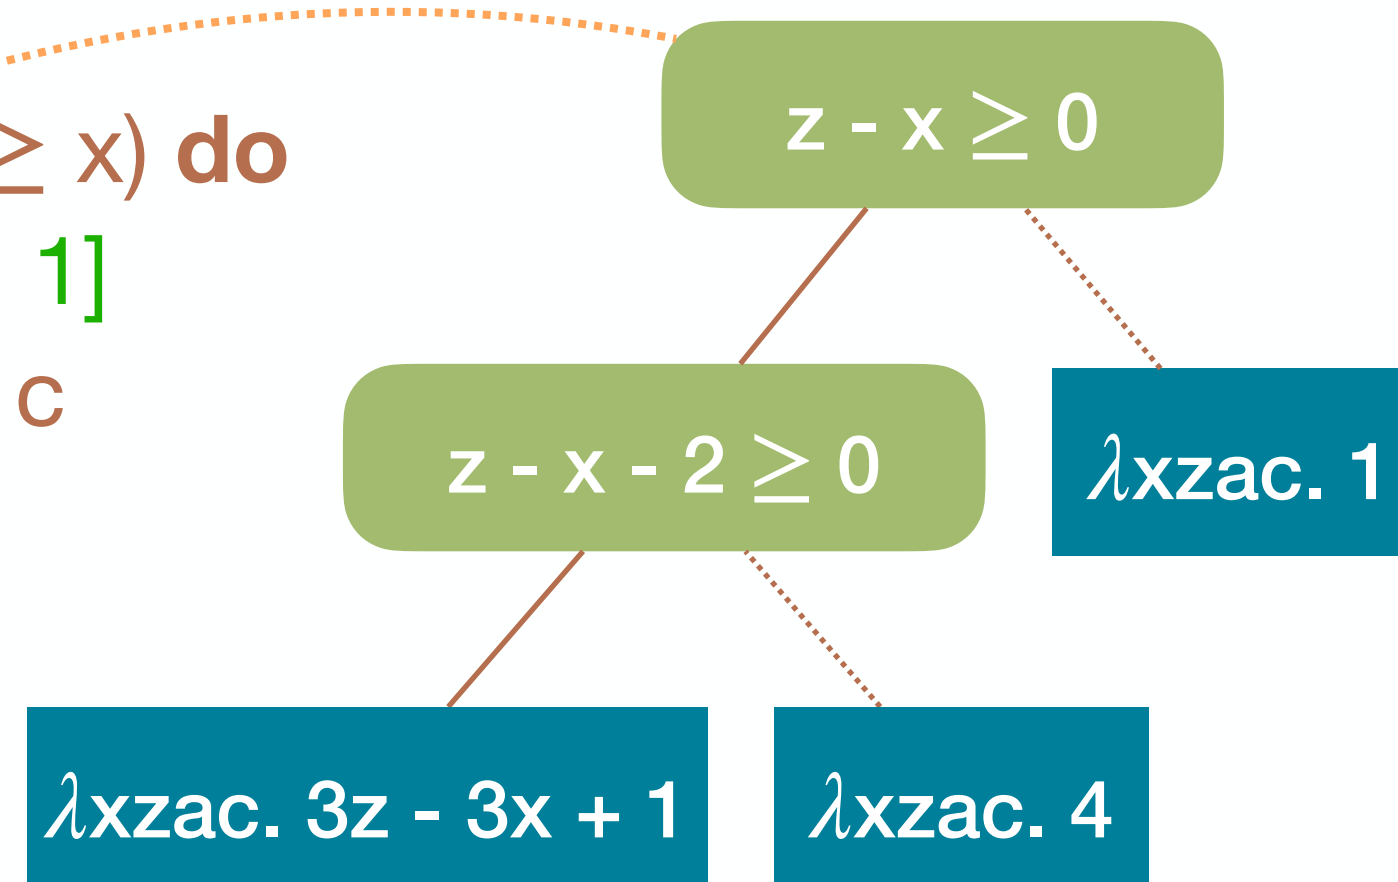 z - x ≥ 0
≥ x) do
1]
c
z - x - 2 ≥ 0
λxzac. 1
λxzac. 3z - 3x + 1
λxzac. 4